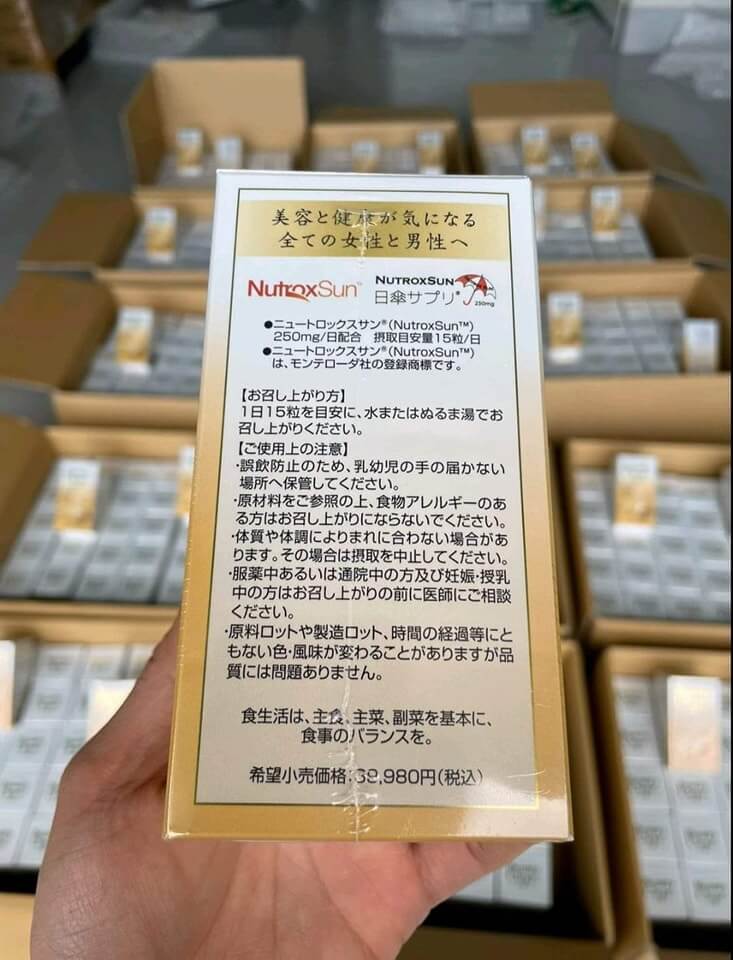 美容と健康が気になる
全ての女性と男性へ
NutroxSun™
NUTROXSUN
日傘サプリ®
250mg
●ニュートロックスサン®(NutroxSun™)
250mg/日配合 摂取目安量15粒/日
●ニュートロックスサン®(NutroxSun™)
は、モンテローダ社の登録商標です。
【お召し上がり方】
1日15粒を目安に、水またはぬるま湯でお
召し上がりください。
【ご使用上の注意】
・誤飲防止のため、乳幼児の手の届かない
場所へ保管してください。
・原材料をご参照の上、食物アレルギーのあ
る方はお召し上がりにならないでください。
・体質や体調によりまれに合わない場合があ
ります。その場合は摂取を中止してください。
・服薬中あるいは通院中の方及び妊娠・授乳
中の方はお召し上がりの前に医師にご相談
ください。
・原料ロットや製造ロット、時間の経過等にと
もない色・風味が変わることがありますが品
質には問題ありません。
食生活は、主食、主菜、副菜を基本に、
食事のバランスを。
希望小売価格:39,980円(税込)